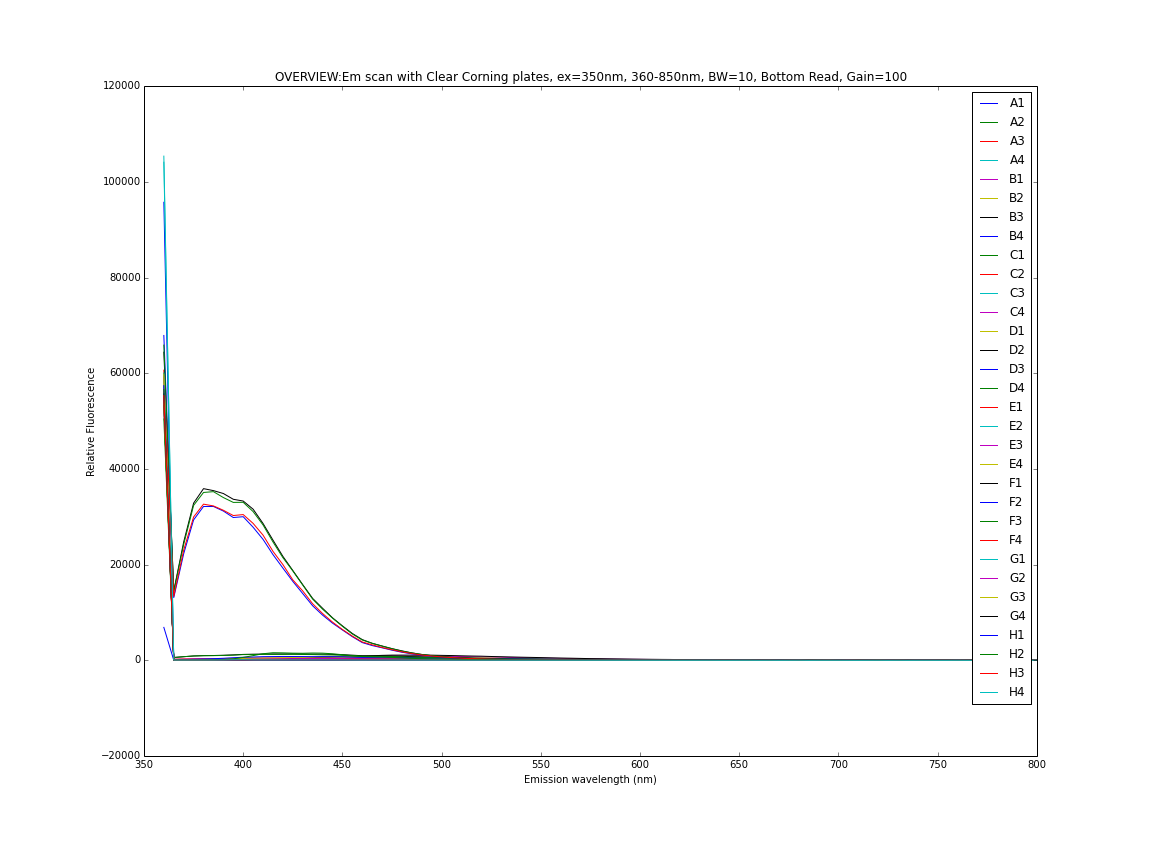 OVERVIEW:Em scan with Clear Corning plates, ex=350nm, 360-850nm, BW=10, Bottom Read, Gain=100
120000
100000
80000
60000
40000
20000
0
−20000
Relative Fluorescence
350 400 450 500 550 600 650 700 750 800
Emission wavelength (nm)
A1
A2
A3
A4
B1
B2
B3
B4
C1
C2
C3
C4
D1
D2
D3
D4
E1
E2
E3
E4
F1
F2
F3
F4
G1
G2
G3
G4
H1
H2
H3
H4